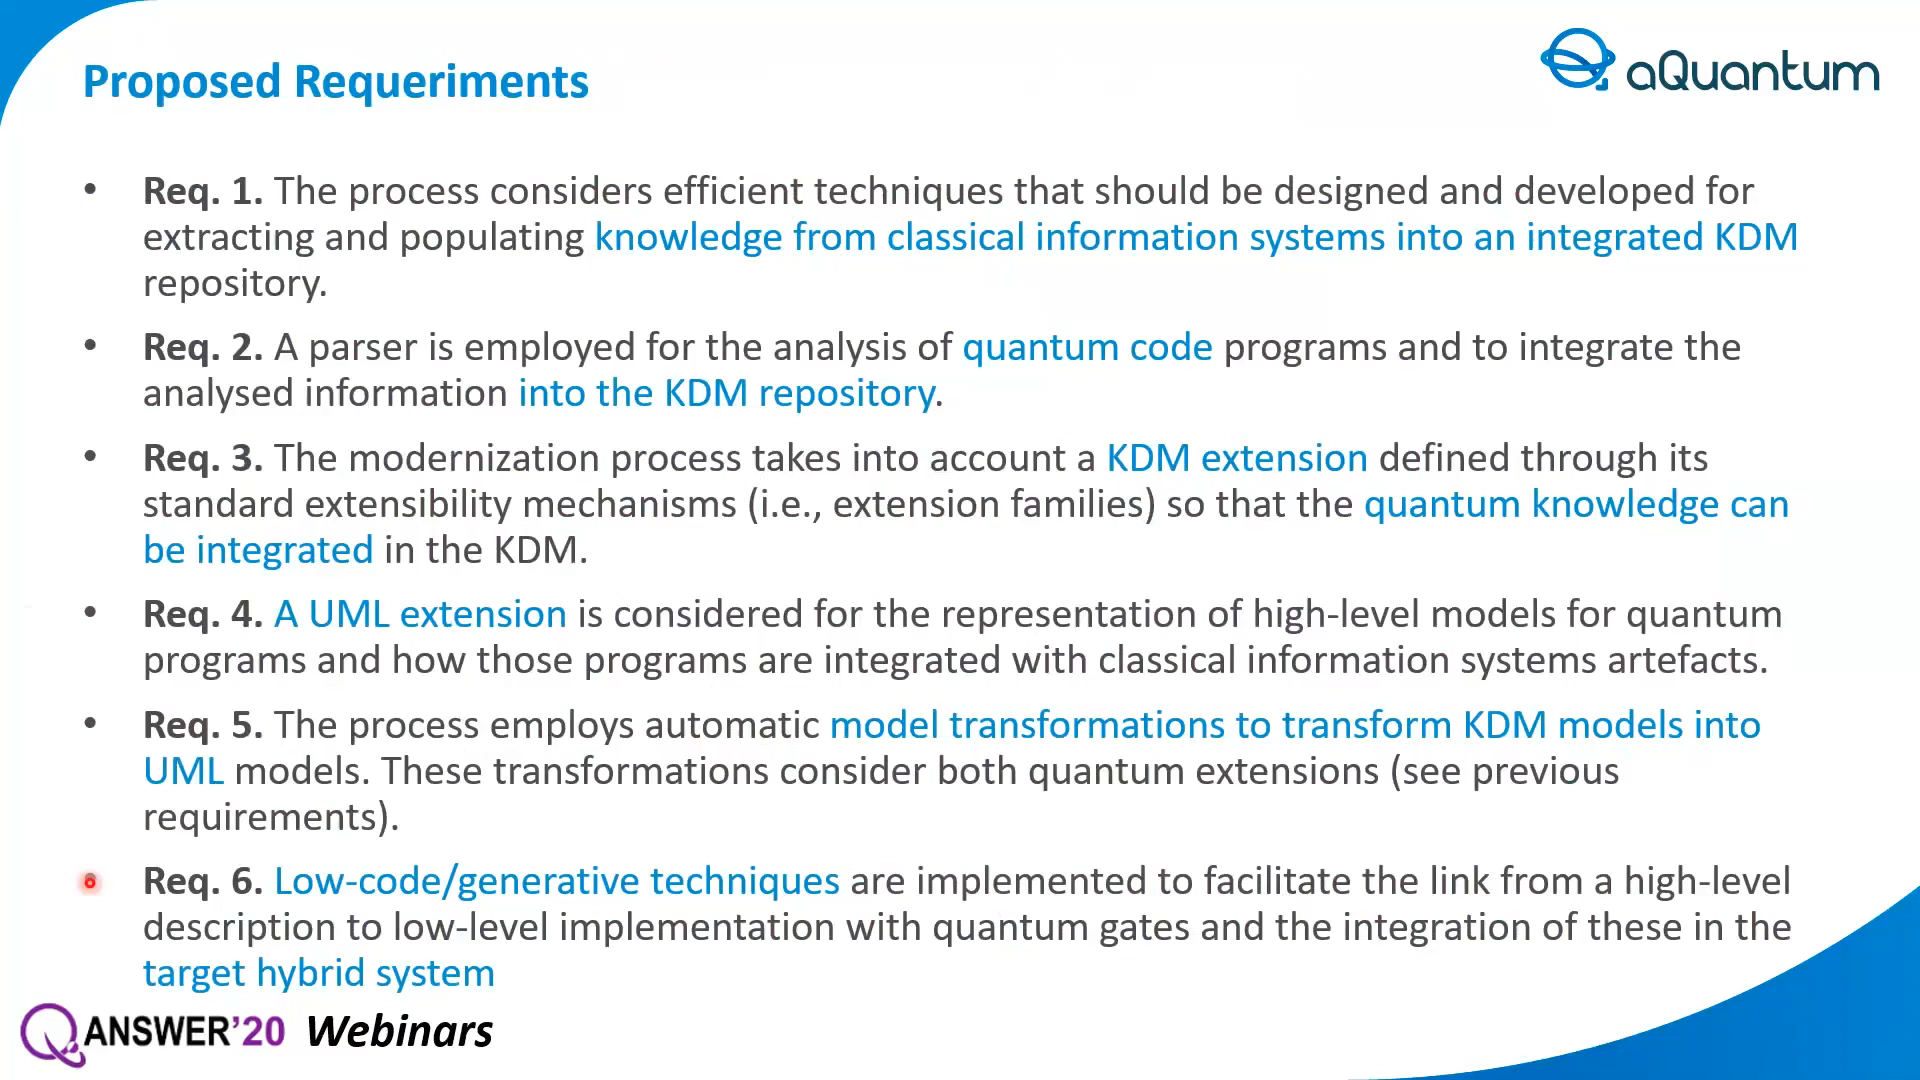 Proposed Requeriments
aQuantum
• Req. 1. The process considers efficient techniques that should be designed and developed for
extracting and populating knowledge from classical information systems into an integrated KDM
repository.
• Req. 2. A parser is employed for the analysis of quantum code programs and to integrate the
analysed information into the KDM repository.
• Req. 3. The modernization process takes into account a KDM extension defined through its
standard extensibility mechanisms (i.e., extension families) so that the quantum knowledge can
be integrated in the KDM.
• Req. 4. A UML extension is considered for the representation of high-level models for quantum
programs and how those programs are integrated with classical information systems artefacts.
• Req. 5. The process employs automatic model transformations to transform KDM models into
UML models. These transformations consider both quantum extensions (see previous
requirements).
• Req. 6. Low-code/generative techniques are implemented to facilitate the link from a high-level
description to low-level implementation with quantum gates and the integration of these in the
target hybrid system
QANSWER'20 Webinars